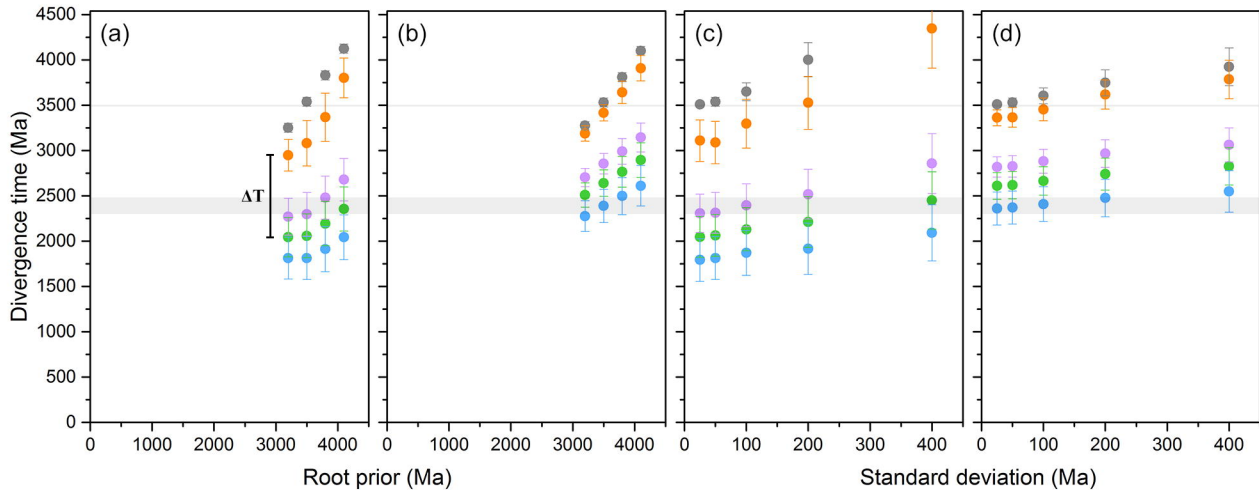 (a) (b) (c) (d)
Divergence time (Ma)
5000
4500
4000
3500
3000
2500
2000
1500
1000
500
0
ΔT
0 1000 2000 3000 4000 0 1000 2000 3000 4000 0 100 200 300 400 0 100 200 300 400
Root prior (Ma) Standard deviation (Ma)